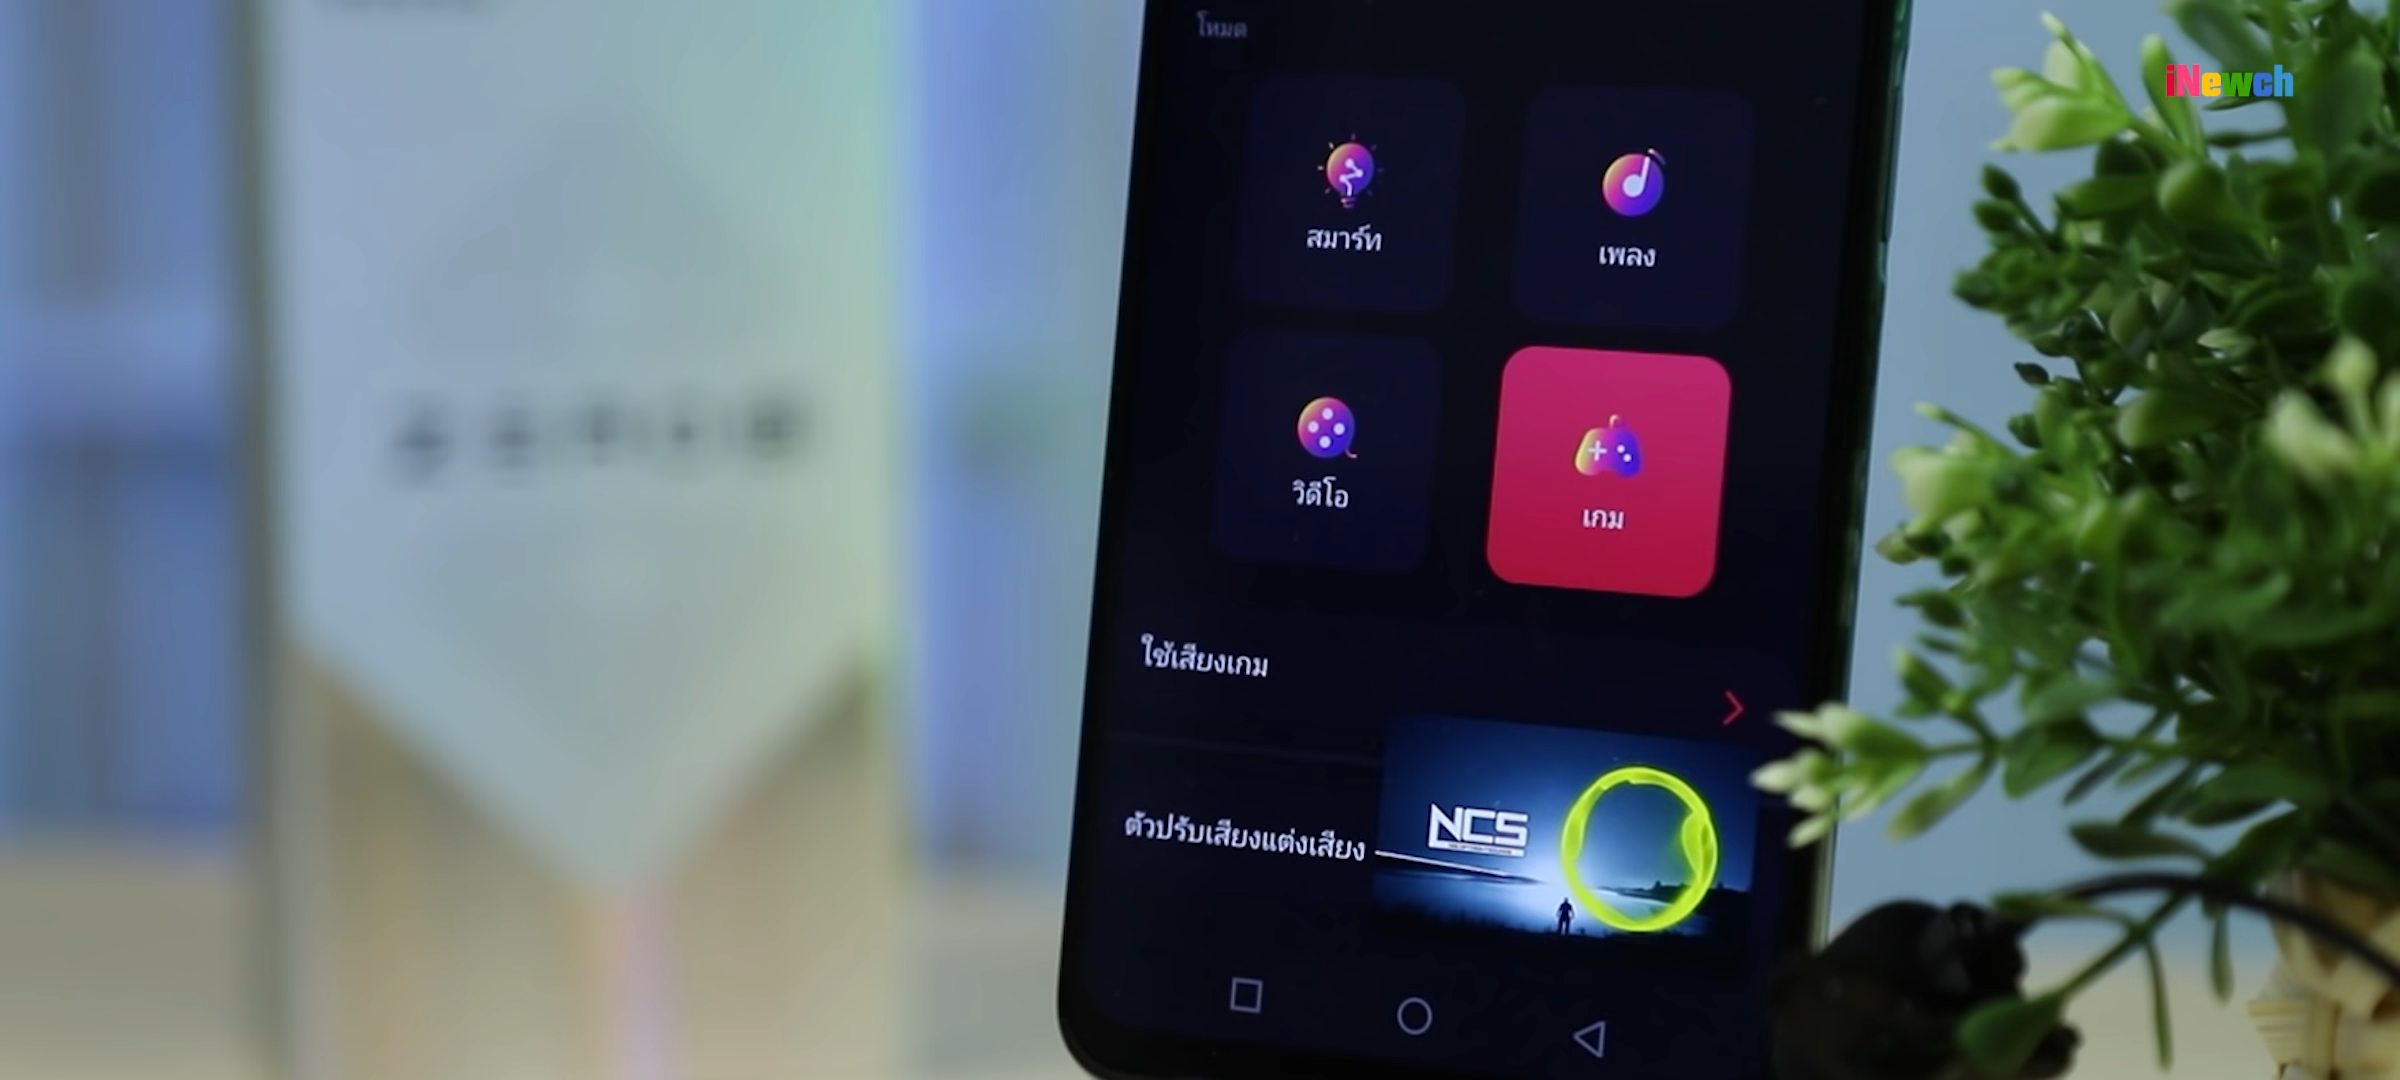 โหมด
iNewch
สมาร์ท
เพลง
วิดีโอ
เกม
ใช้เสียงเกม
NCS
ตัวปรับเสียงแต่งเสียง